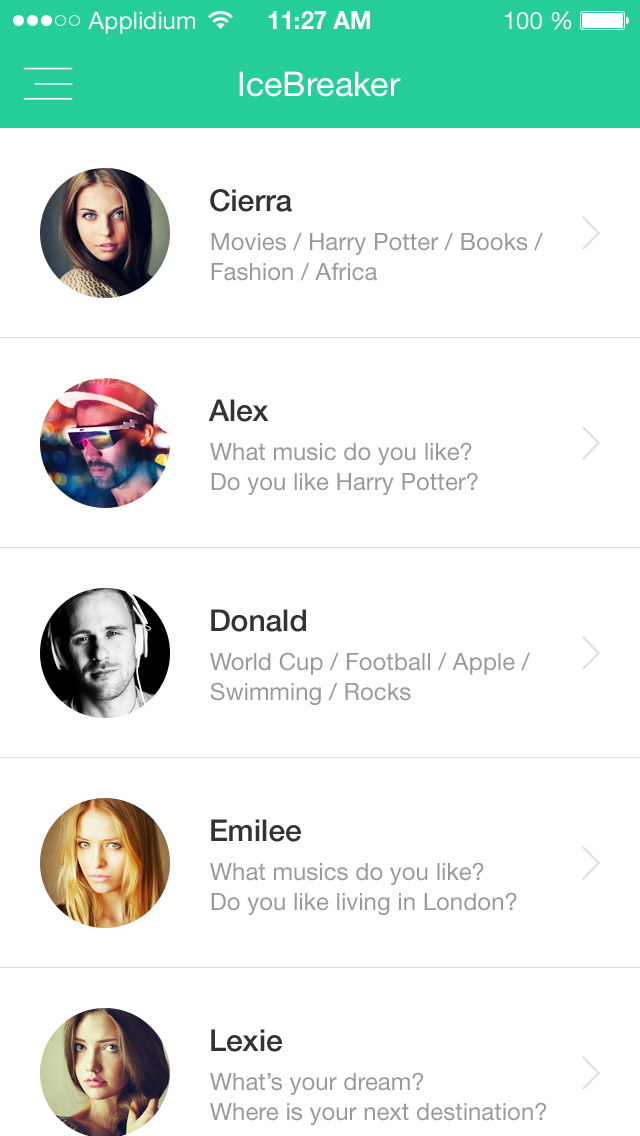 Applidium 11:27 AM 100 %
IceBreaker
Cierra
Movies / Harry Potter / Books /
Fashion / Africa
Alex
What music do you like?
Do you like Harry Potter?
Donald
World Cup / Football / Apple /
Swimming / Rocks
Emilee
What musics do you like?
Do you like living in London?
Lexie
What’s your dream?
Where is your next destination?